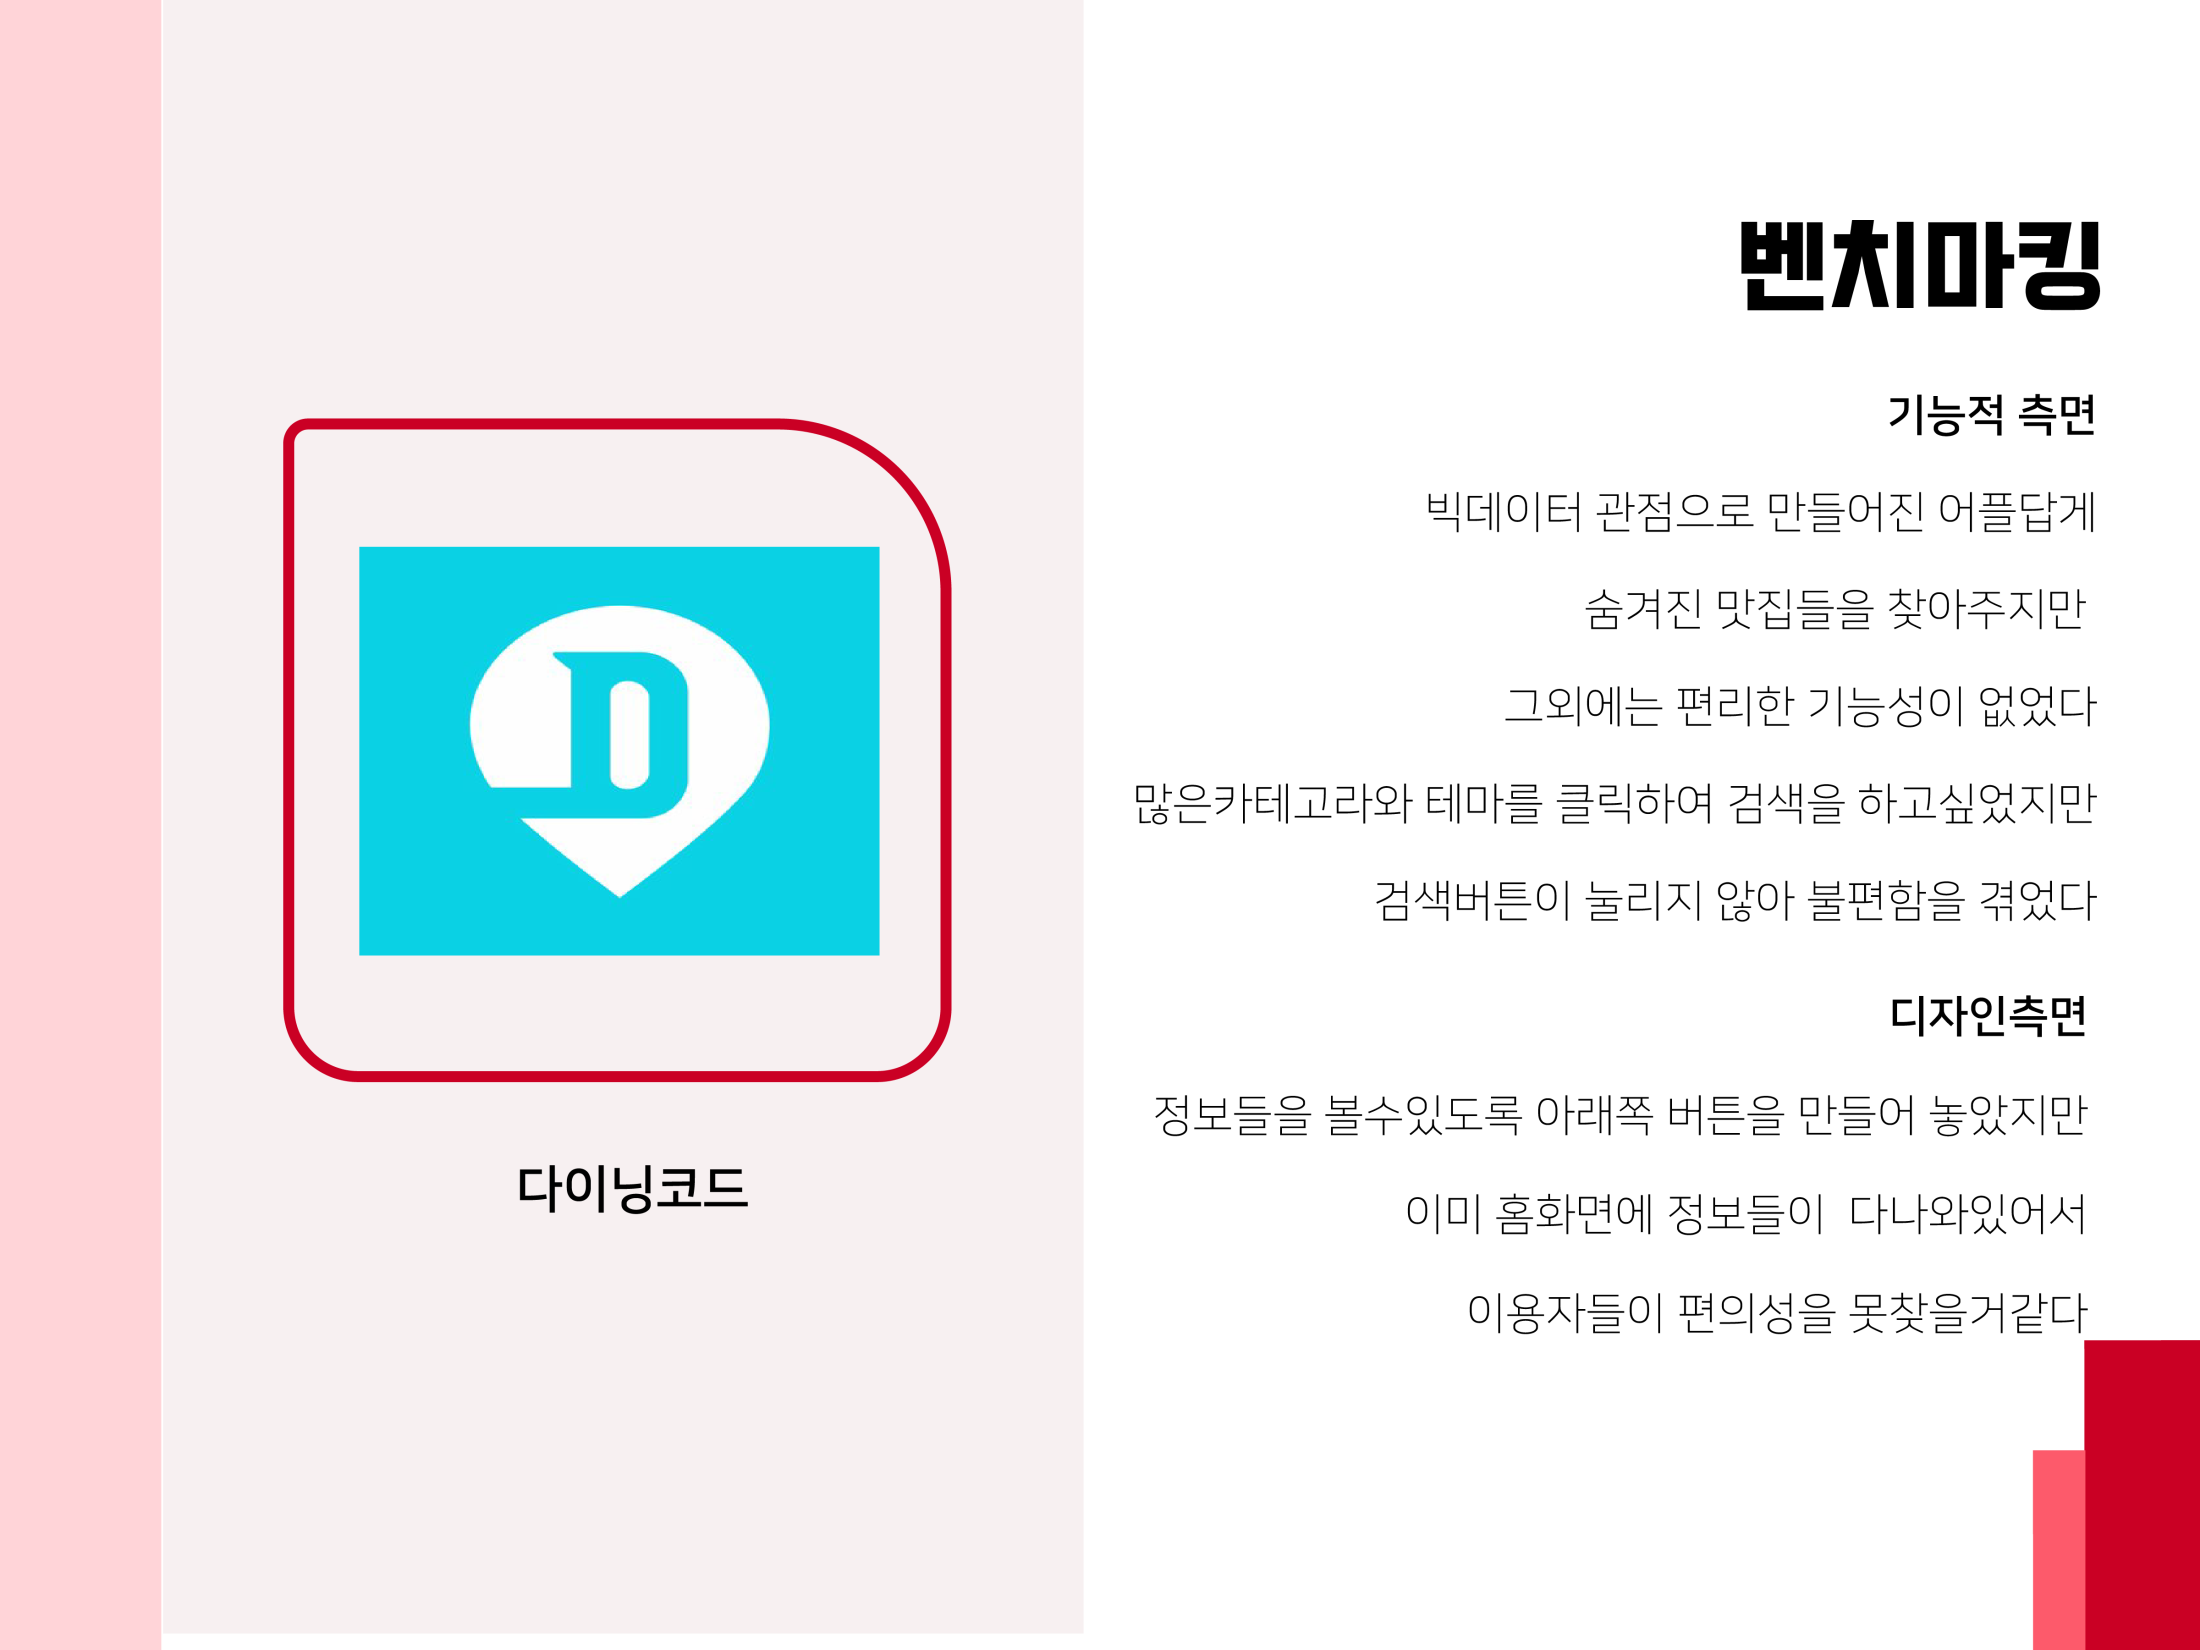 벤치마킹
기능적 측면
빅데이터 관점으로 만들어진 어플답게
숨겨진 맛집들을 찾아주지만
그외에는 편리한 기능성이 없었다
많은카테고라와 테마를 클릭하여 검색을 하고싶었지만
검색버튼이 눌리지 않아 불편함을 겪었다
디자인측면
정보들을 볼수있도록 아래쪽 버튼을 만들어 놓았지만
이미 홈화면에 정보들이 다나와있어서
이용자들이 편의성을 못찾을거같다
D
다이닝코드